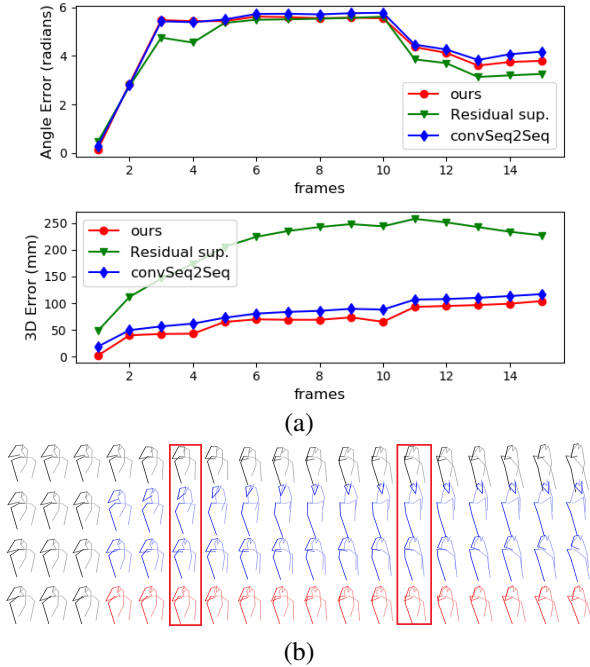 6
4
2
0
Angle Error (radians)
ours
Residual sup.
convSeq2Seq
2 4 6 8 10 12 14
frames
250
200
150
100
50
0
3D Error (mm)
ours
Residual sup.
convSeq2Seq
2 4 6 8 10 12 14
frames
(a)
(b)